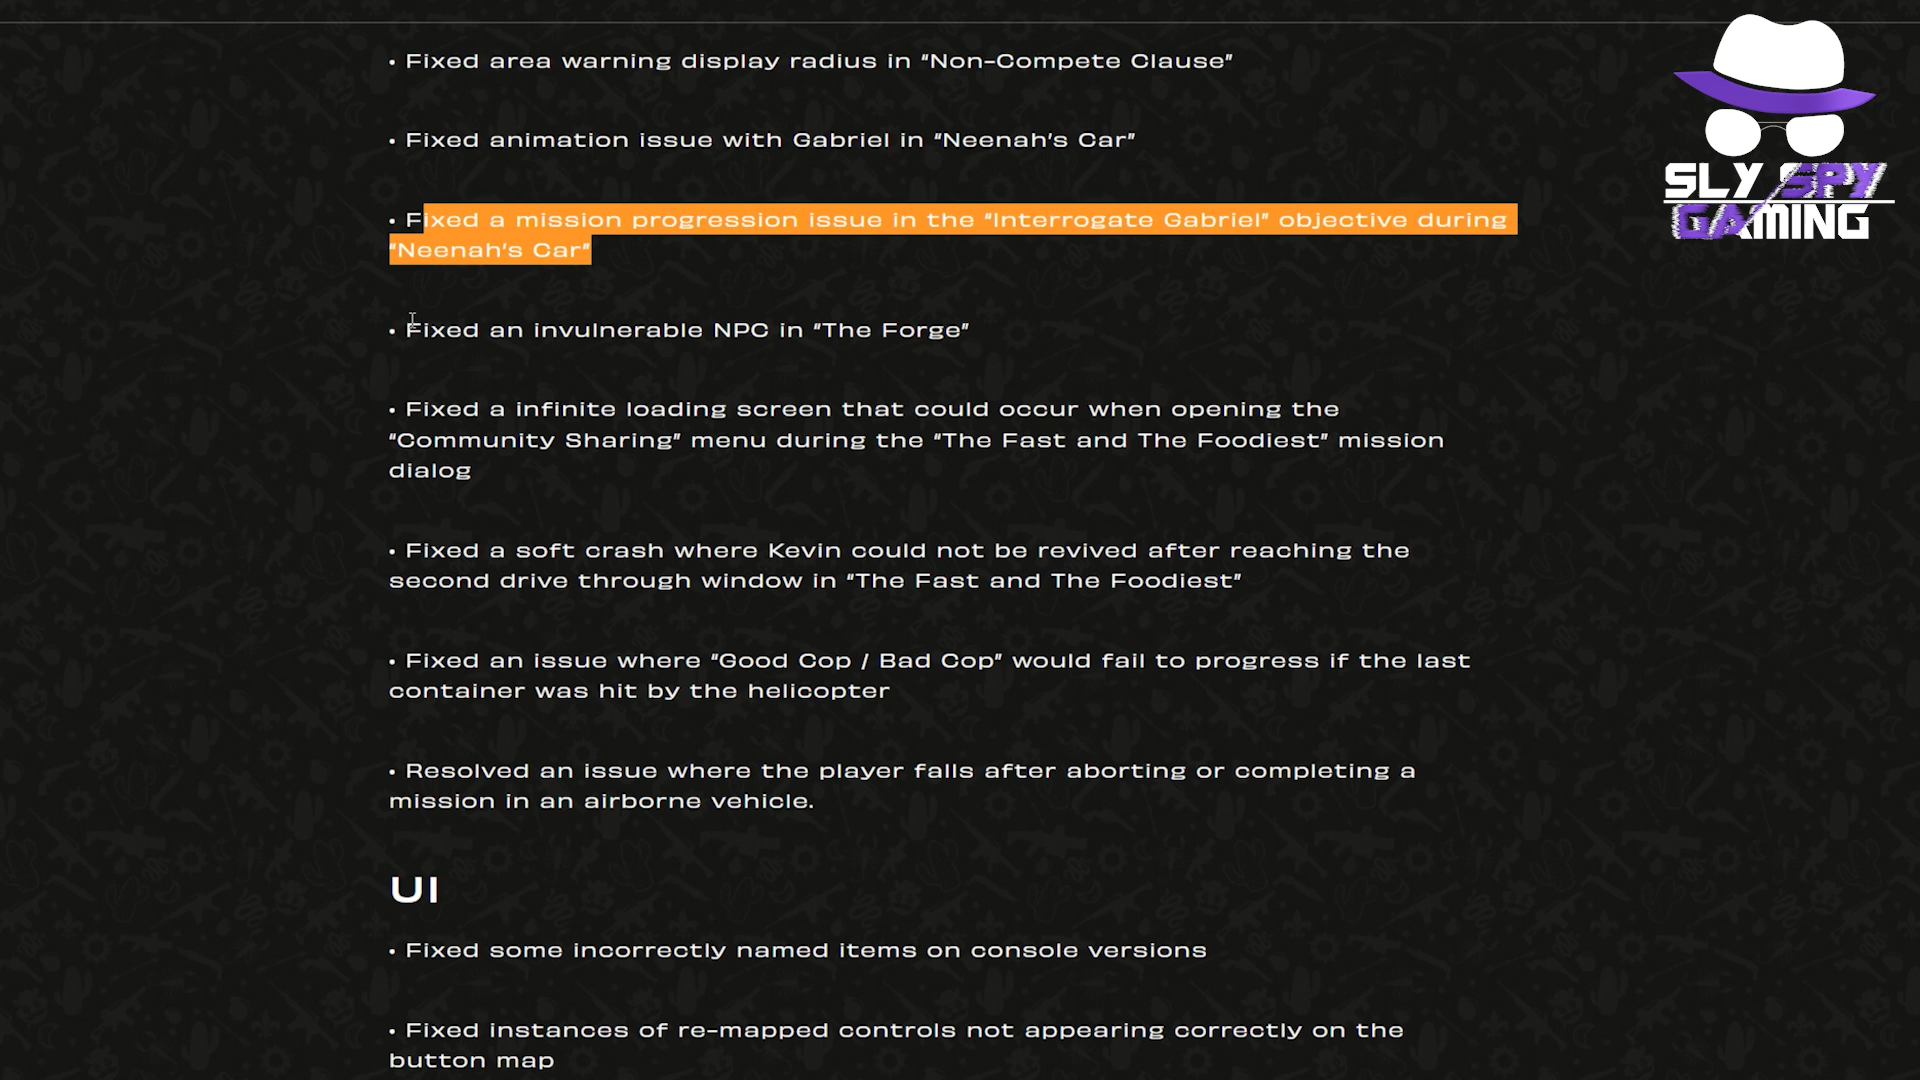 • Fixed area warning display radius in “Non-Compete Clause”
• Fixed animation issue with Gabriel in “Neenah’s Car”
• Fixed a mission progression issue in the “Interrogate Gabriel” objective during
“Neenah’s Car”
• Fixed an invulnerable NPC in “The Forge”
• Fixed a infinite loading screen that could occur when opening the
“Community Sharing” menu during the “The Fast and The Foodiest” mission
dialog
• Fixed a soft crash where Kevin could not be revived after reaching the
second drive through window in “The Fast and The Foodiest”
• Fixed an issue where “Good Cop / Bad Cop” would fail to progress if the last
container was hit by the helicopter
• Resolved an issue where the player falls after aborting or completing a
mission in an airborne vehicle.
UI
• Fixed some incorrectly named items on console versions
• Fixed instances of re-mapped controls not appearing correctly on the
button map
SLY SPY
GAMING